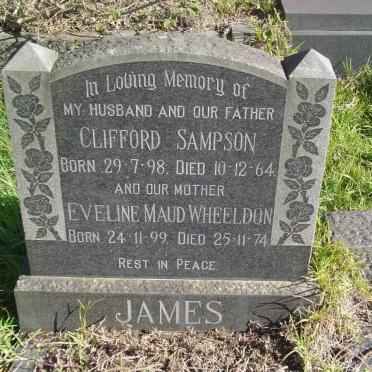 In Loving Memory of
MY HUSBAND AND OUR FATHER
CLIFFORD SAMPSON
BORN 29-7-98. DIED 10-12-64
AND OUR MOTHER
EVELINE MAUD WHEELDON
BORN 24-11-99. DIED 25-11-74
REST IN PEACE.
JAMES